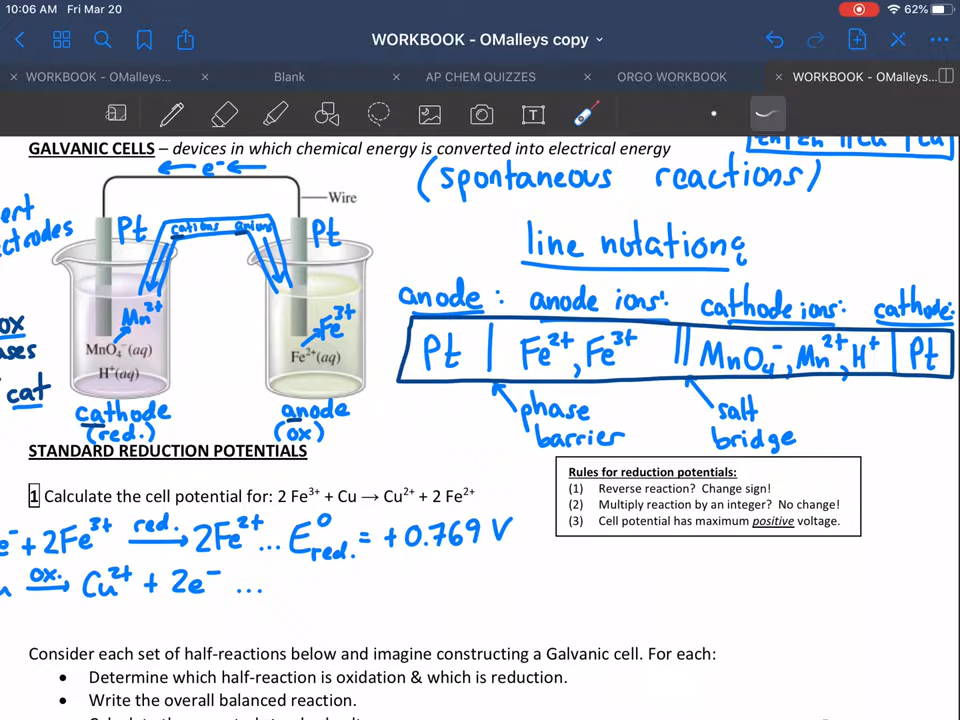 10:06 AM Fri Mar 20
62%
WORKBOOK - OMalleys copy
WORKBOOK - OMalleys...
Blank
AP CHEM QUIZZES
ORGO WORKBOOK
WORKBOOK - OMalleys...
T
GALVANIC CELLS – devices in which chemical energy is converted into electrical energy
e⁻
(spontaneous reactions)
Wire
Pt
cations anions
Pt
line notation:
Mn²⁺
Fe³⁺
MnO₄⁻(aq)
H⁺(aq)
Fe²⁺(aq)
anode: anode ions: cathode ions: cathode:
Pt | Fe²⁺, Fe³⁺ || MnO₄⁻, Mn²⁺, H⁺ | Pt
ox
cat
cathode
(red.)
anode
(ox)
phase
barrier
salt
bridge
STANDARD REDUCTION POTENTIALS
Rules for reduction potentials:
(1) Reverse reaction? Change sign!
(2) Multiply reaction by an integer? No change!
(3) Cell potential has maximum positive voltage.
1 Calculate the cell potential for: 2 Fe³⁺ + Cu → Cu²⁺ + 2 Fe²⁺
e⁻ + 2Fe³⁺ red. → 2Fe²⁺ ... E°red. = +0.769 V
ox. → Cu²⁺ + 2e⁻ ...
Consider each set of half-reactions below and imagine constructing a Galvanic cell. For each:
• Determine which half-reaction is oxidation & which is reduction.
• Write the overall balanced reaction.